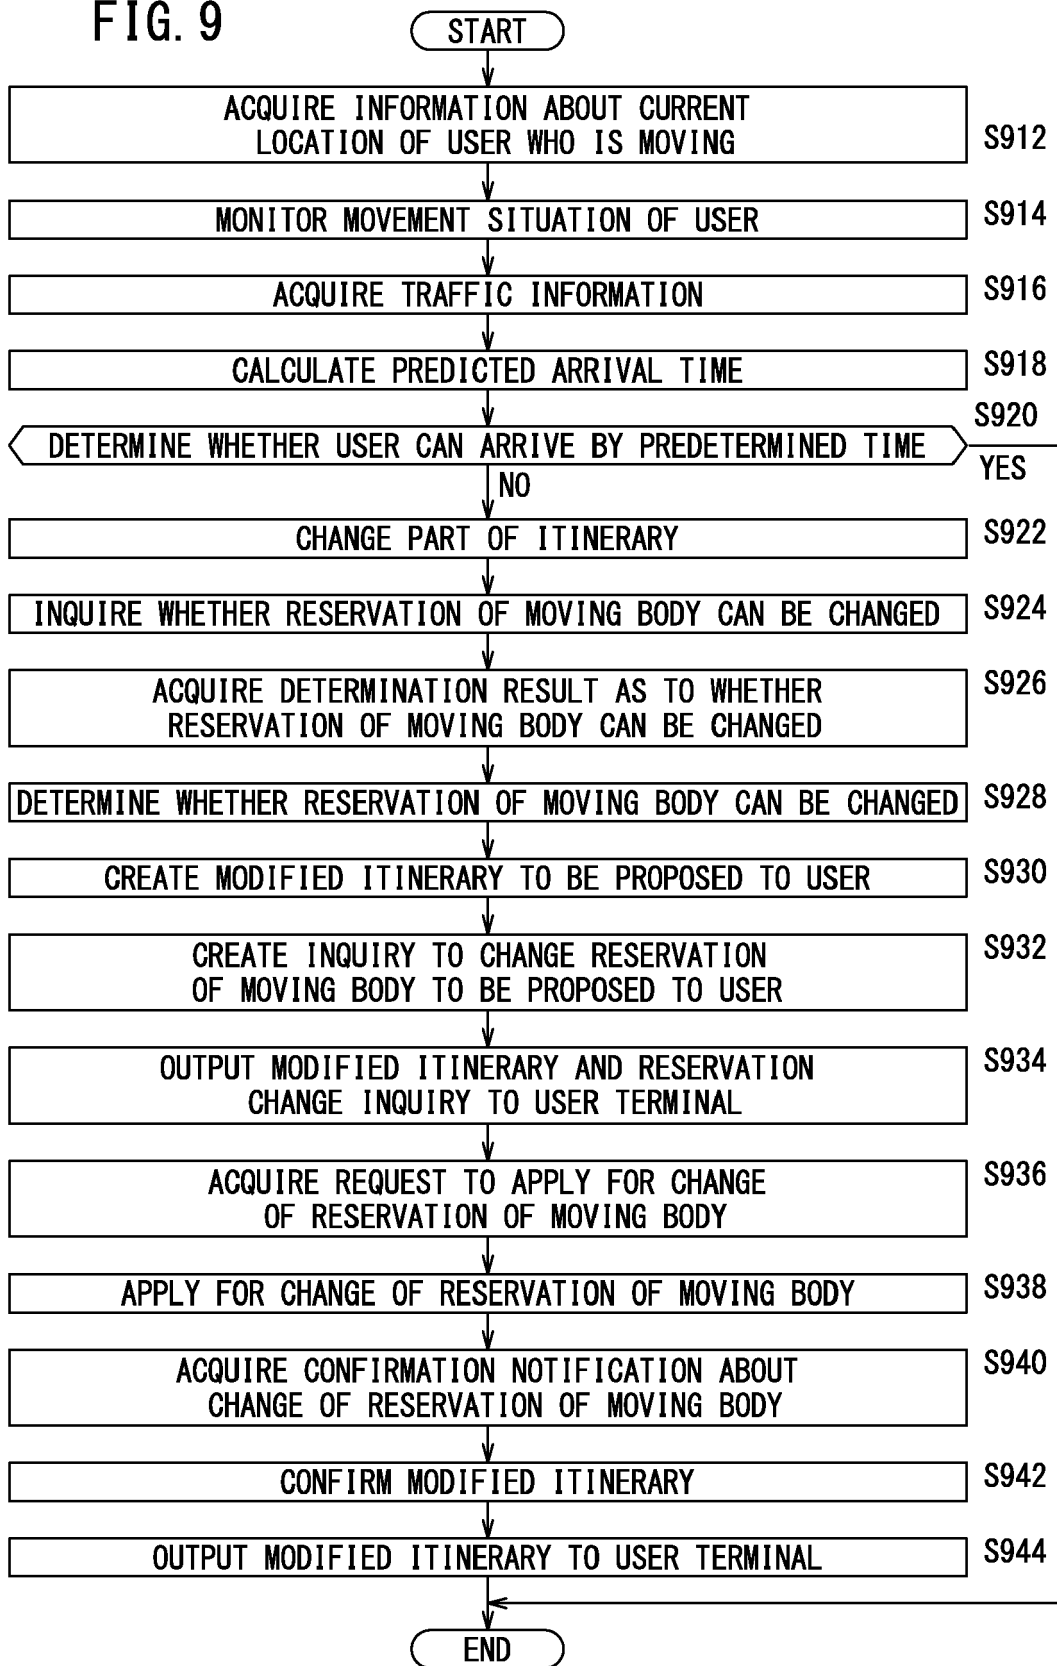 FIG. 9
START
ACQUIRE INFORMATION ABOUT CURRENT
LOCATION OF USER WHO IS MOVING
S912
MONITOR MOVEMENT SITUATION OF USER
S914
ACQUIRE TRAFFIC INFORMATION
S916
CALCULATE PREDICTED ARRIVAL TIME
S918
S920
DETERMINE WHETHER USER CAN ARRIVE BY PREDETERMINED TIME
YES
NO
CHANGE PART OF ITINERARY
S922
INQUIRE WHETHER RESERVATION OF MOVING BODY CAN BE CHANGED
S924
ACQUIRE DETERMINATION RESULT AS TO WHETHER
RESERVATION OF MOVING BODY CAN BE CHANGED
S926
DETERMINE WHETHER RESERVATION OF MOVING BODY CAN BE CHANGED
S928
CREATE MODIFIED ITINERARY TO BE PROPOSED TO USER
S930
CREATE INQUIRY TO CHANGE RESERVATION
OF MOVING BODY TO BE PROPOSED TO USER
S932
OUTPUT MODIFIED ITINERARY AND RESERVATION
CHANGE INQUIRY TO USER TERMINAL
S934
ACQUIRE REQUEST TO APPLY FOR CHANGE
OF RESERVATION OF MOVING BODY
S936
APPLY FOR CHANGE OF RESERVATION OF MOVING BODY
S938
ACQUIRE CONFIRMATION NOTIFICATION ABOUT
CHANGE OF RESERVATION OF MOVING BODY
S940
CONFIRM MODIFIED ITINERARY
S942
OUTPUT MODIFIED ITINERARY TO USER TERMINAL
S944
END